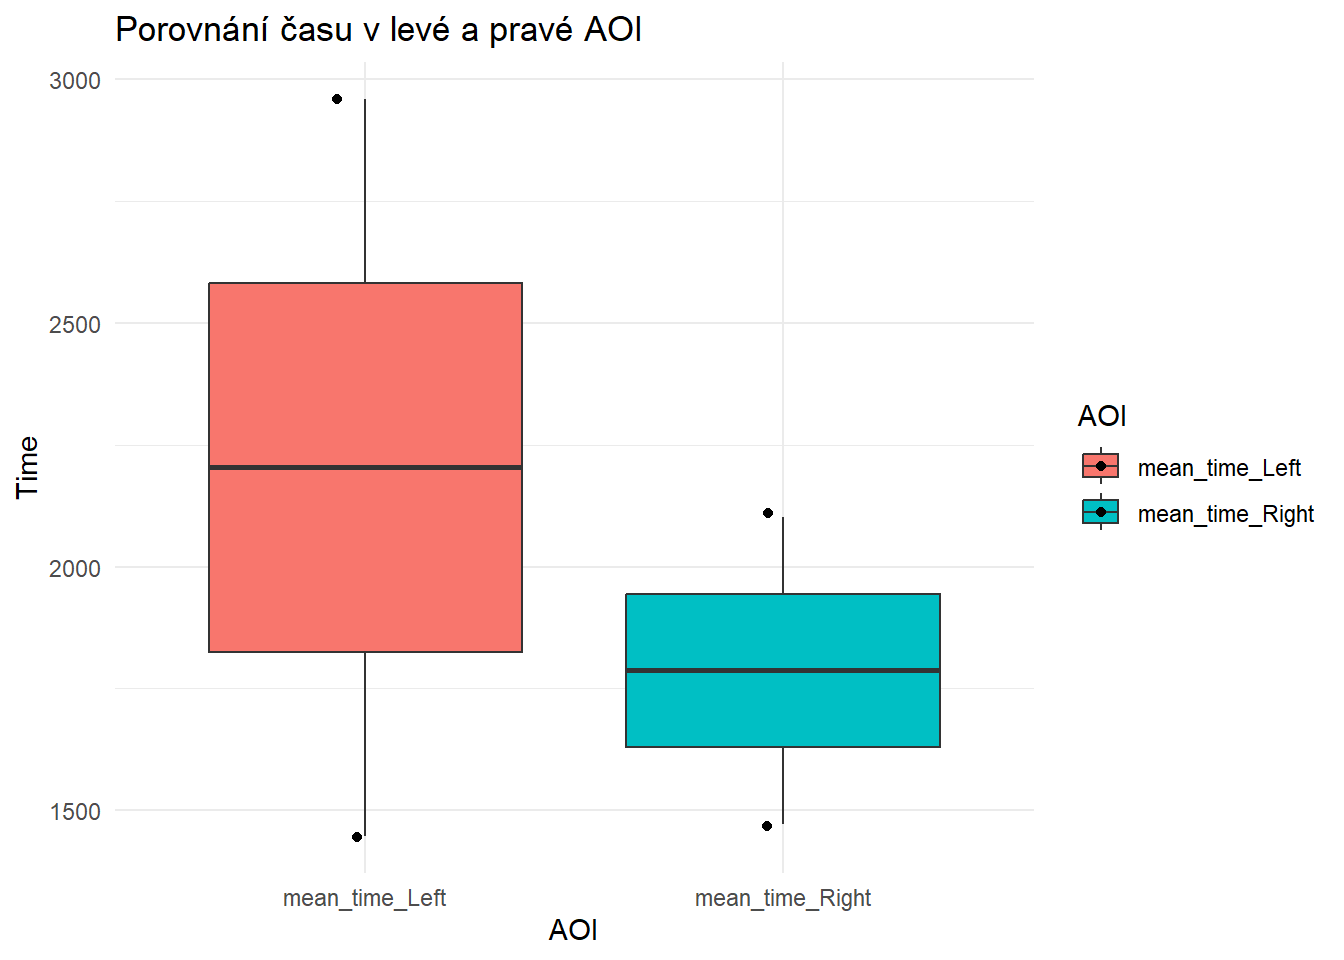 Porovnání času v levé a pravé AOI
3000
2500
2000
1500
Time
mean_time_Left
mean_time_Right
AOI
AOI
mean_time_Left
mean_time_Right